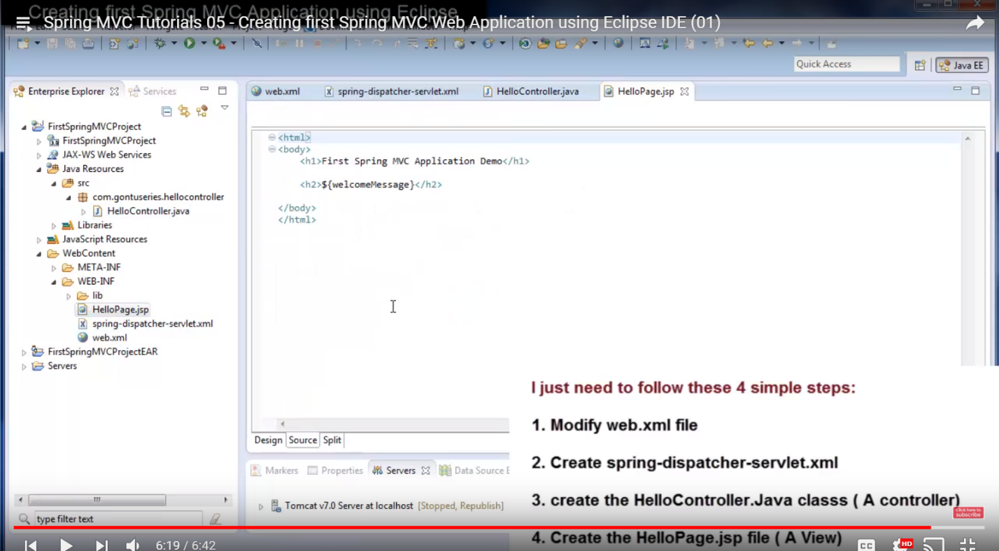 Creating first Spring MVC Application using Eclipse
Spring MVC Tutorials 05 - Creating first Spring MVC Web Application using Eclipse IDE (01)
Quick Access
Java EE
Enterprise Explorer
Services
web.xml
spring-dispatcher-servlet.xml
HelloController.java
HelloPage.jsp
FirstSpringMVCProject
FirstSpringMVCProject
JAX-WS Web Services
Java Resources
src
com.gontuseries.hellocontroller
HelloController.java
Libraries
JavaScript Resources
WebContent
META-INF
WEB-INF
lib
HelloPage.jsp
spring-dispatcher-servlet.xml
web.xml
FirstSpringMVCProjectEAR
Servers
type filter text
<html>
<body>
<h1>First Spring MVC Application Demo</h1>
<h2>${welcomeMessage}</h2>
</body>
</html>
Design Source Split
Markers Properties Servers Data Source E
Tomcat v7.0 Server at localhost [Stopped, Republish]
I just need to follow these 4 simple steps:
1. Modify web.xml file
2. Create spring-dispatcher-servlet.xml
3. create the HelloController.Java classs ( A controller)
4. Create the HelloPage.jsp file ( A View)
Click here to
subscribe
6:19 / 6:42
CC
HD